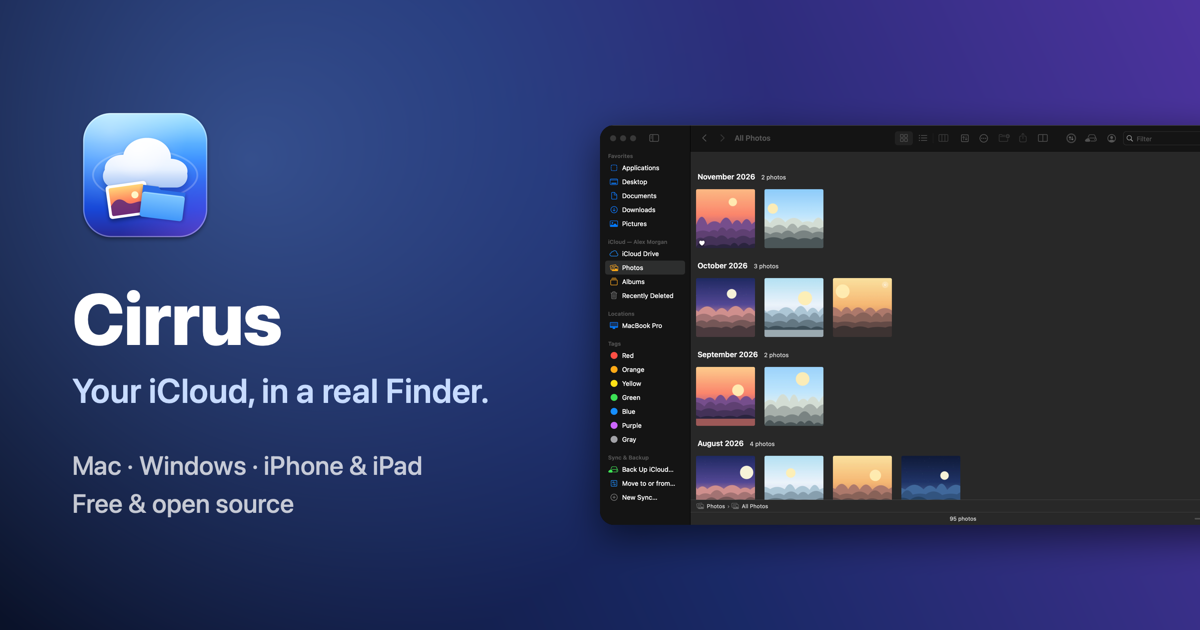 Cirrus
Your iCloud, in a real Finder.
Mac · Windows · iPhone & iPad
Free & open source
All Photos
Filter
Favorites
Applications
Desktop
Documents
Downloads
Pictures
iCloud — Alex Morgan
iCloud Drive
Photos
Albums
Recently Deleted
Locations
MacBook Pro
Tags
Red
Orange
Yellow
Green
Blue
Purple
Gray
Sync & Backup
Back Up iCloud...
Move to or from...
New Sync...
November 2026 2 photos
October 2026 3 photos
September 2026 2 photos
August 2026 4 photos
Photos › All Photos
95 photos